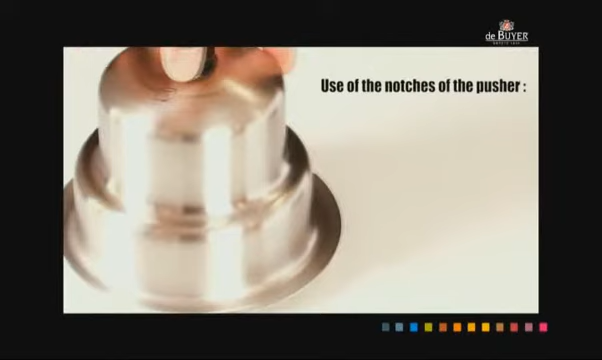 de BUYER
Use of the notches of the pusher :